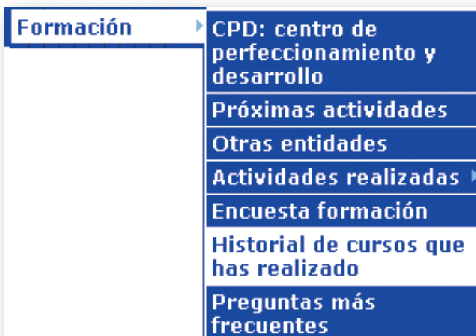 Formación
CPD: centro de
perfeccionamiento y
desarrollo
Próximas actividades
Otras entidades
Actividades realizadas
Encuesta formación
Historial de cursos que
has realizado
Preguntas más
frecuentes